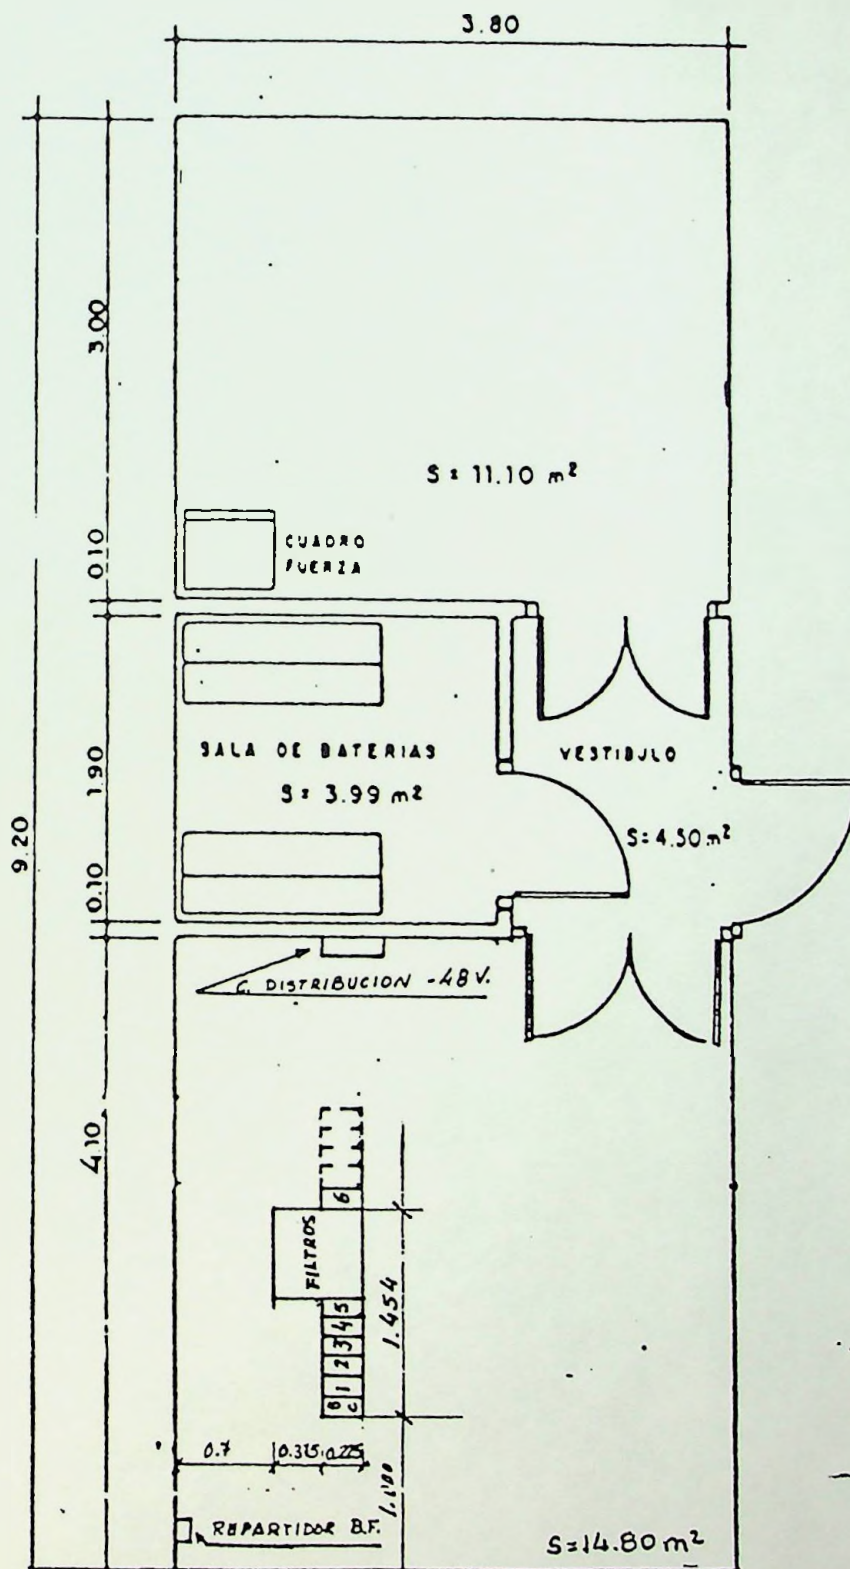 3.80
3.00
S = 11.10 m²
CUADRO
FUERZA
0.10
SALA DE BATERIAS
S = 3.99 m²
VESTIBULO
S=4.50 m²
1.90
9.20
0.10
C. DISTRIBUCION -48 V.
4.10
6
FILTROS
1.454
5
4
3
2
1
B
C
0.7
0.325
0.225
1.100
REPARTIDOR B.F.
S=14.80 m²